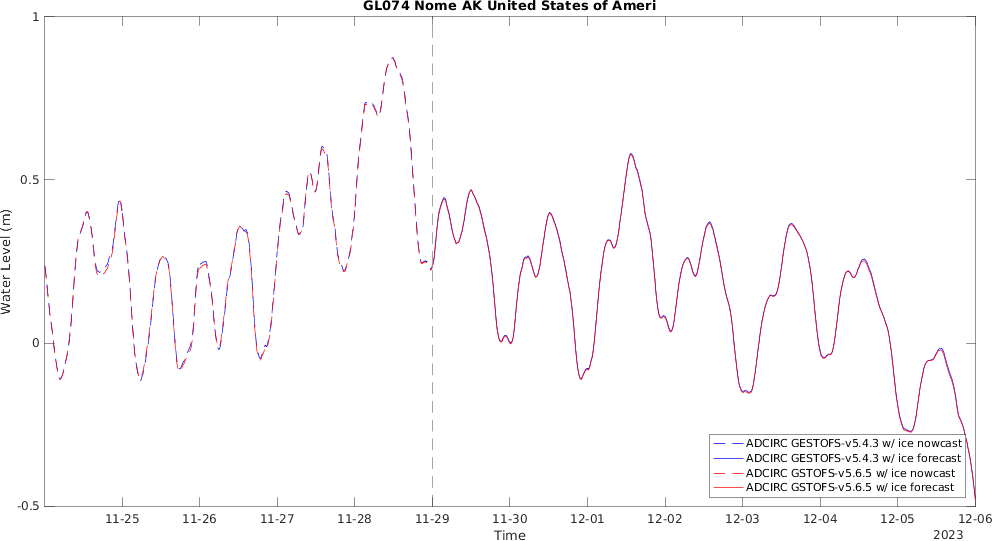 GL074 Nome AK United States of Ameri
1
0.5
0
-0.5
Water Level (m)
11-25
11-26
11-27
11-28
11-29
11-30
12-01
12-02
12-03
12-04
12-05
12-06
Time
2023
ADCIRC GESTOFS-v5.4.3 w/ ice nowcast
ADCIRC GESTOFS-v5.4.3 w/ ice forecast
ADCIRC GSTOFS-v5.6.5 w/ ice nowcast
ADCIRC GSTOFS-v5.6.5 w/ ice forecast